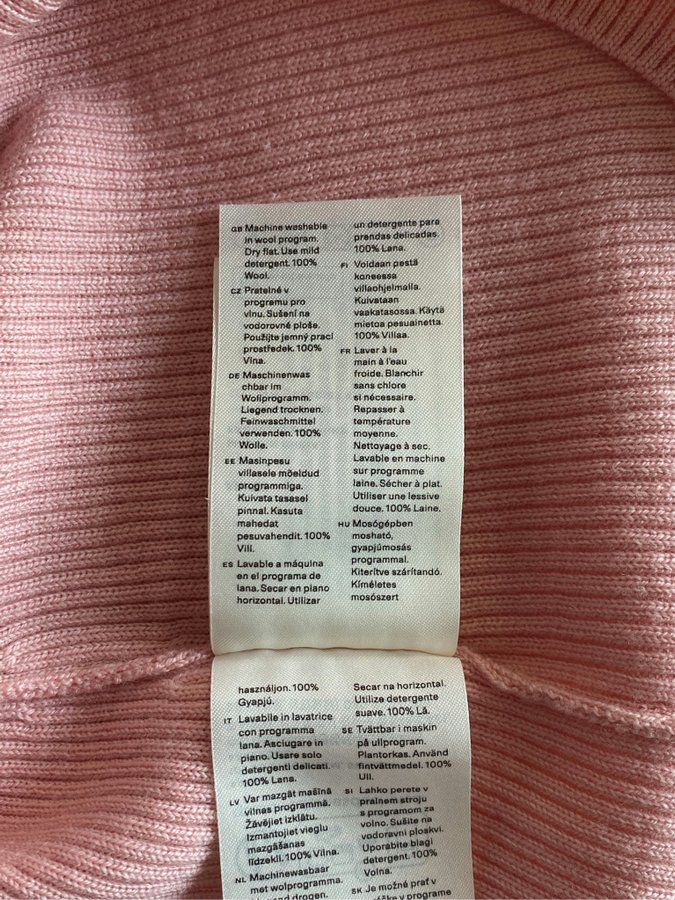 GB Machine washable
in wool program.
Dry flat. Use mild
detergent. 100%
Wool.
CZ Pratelné v
programu pro
vlnu. Sušení na
vodorovné ploše.
Použijte jemný prací
prostředek. 100%
Vlna.
DE Maschinenwas
chbar im
Wollprogramm.
Liegend trocknen.
Feinwaschmittel
verwenden. 100%
Wolle.
EE Masinpesu
villasele mõeldud
programmiga.
Kuivata tasasel
pinnal. Kasuta
mahedat
pesuvahendit. 100%
Vill.
ES Lavable a máquina
en el programa de
lana. Secar en plano
horizontal. Utilizar
un detergente para
prendas delicadas.
100% Lana.
FI Voidaan pestä
koneessa
villaohjelmalla.
Kuivataan
vaakatasossa. Käytä
mietoa pesuainetta.
100% Villaa.
FR Laver à la
main à l'eau
froide. Blanchir
sans chlore
si nécessaire.
Repasser à
température
moyenne.
Nettoyage à sec.
Lavable en machine
sur programme
laine. Sécher à plat.
Utiliser une lessive
douce. 100% Laine.
HU Mosógépben
mosható,
gyapjúmosás
programmal.
Kiterítve szárítandó.
Kíméletes
mosószert
használjon. 100%
Gyapjú.
IT Lavabile in lavatrice
con programma
lana. Asciugare in
piano. Usare solo
detergenti delicati.
100% Lana.
LV Var mazgāt mašīnā
vilnas programmā.
Žāvējiet izklātu.
Izmantojiet vieglu
mazgāšanas
līdzekli. 100% Vilna.
NL Machinewasbaar
met wolprogramma.
drogen.
Secar na horizontal.
Utilize detergente
suave. 100% Lã.
SE Tvättbar i maskin
på ullprogram.
Plantorkas. Använd
fintvättmedel. 100%
Ull.
SI Lahko perete v
pralnem stroju
s programom za
volno. Sušite na
vodoravni ploskvi.
Uporabite blagi
detergent. 100%
Volna.
SK Je možné prať v
práčke v programe